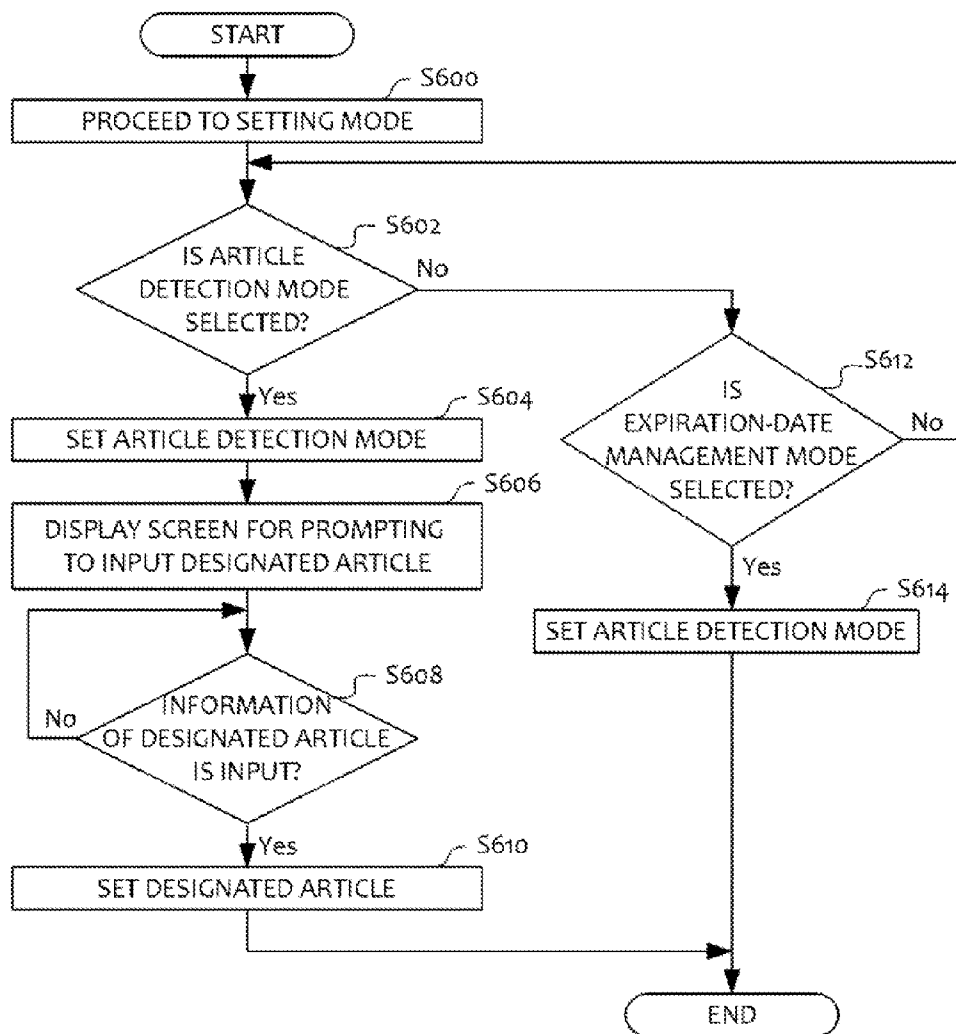 START
S600
PROCEED TO SETTING MODE
S602
IS ARTICLE
DETECTION MODE
SELECTED?
No
Yes
S604
SET ARTICLE DETECTION MODE
S606
DISPLAY SCREEN FOR PROMPTING
TO INPUT DESIGNATED ARTICLE
S608
INFORMATION
OF DESIGNATED ARTICLE
IS INPUT?
No
Yes
S610
SET DESIGNATED ARTICLE
S612
IS
EXPIRATION-DATE
MANAGEMENT MODE
SELECTED?
No
Yes
S614
SET ARTICLE DETECTION MODE
END